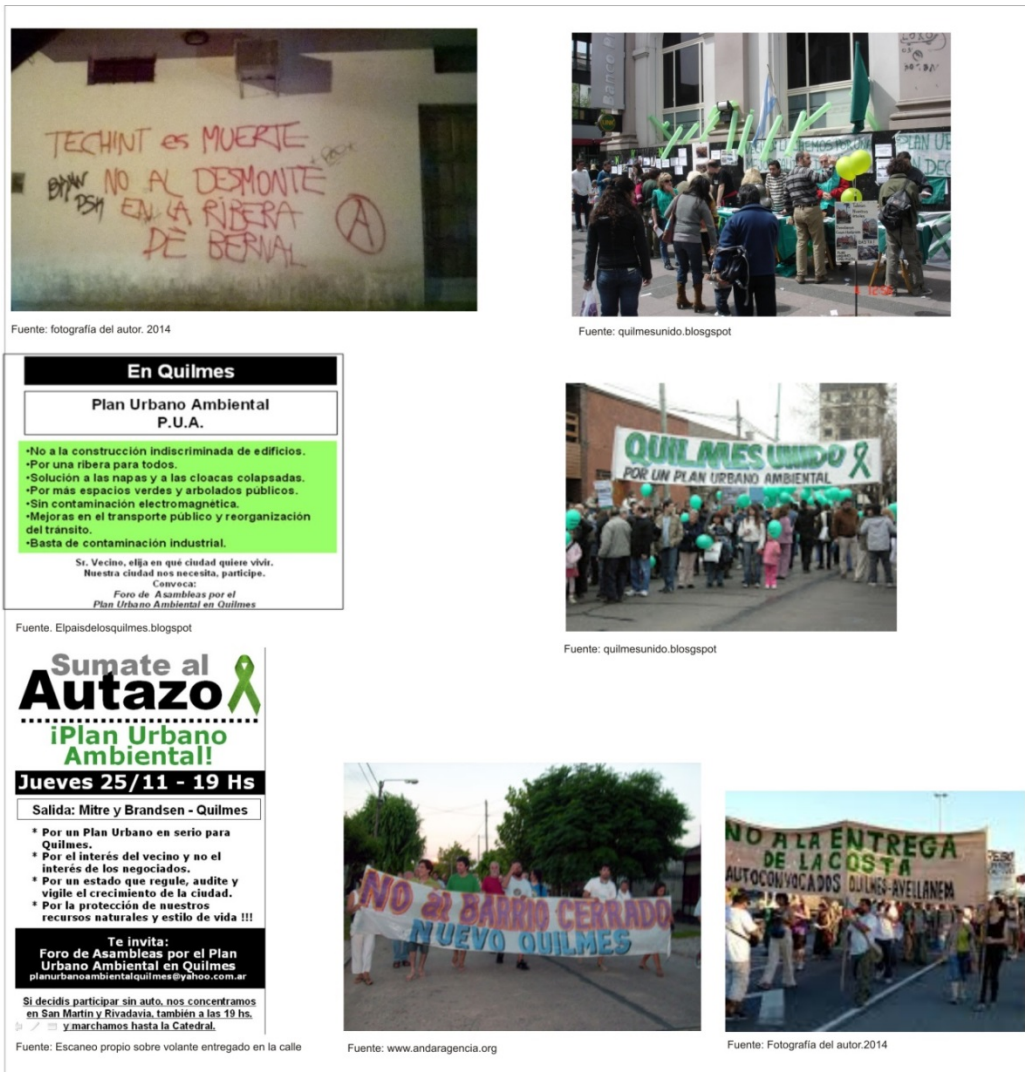 TECHINT es MUERTE
NO AL DESMONTE
EN LA RIBERA
DE BERNAL
A
Fuente: fotografía del autor. 2014
Banco
Fuente: quilmesunido.blosgspot
En Quilmes
Plan Urbano Ambiental
P.U.A.
•No a la construcción indiscriminada de edificios.
•Por una ribera para todos.
•Solución a las napas y a las cloacas colapsadas.
•Por más espacios verdes y arbolados públicos.
•Sin contaminación electromagnética.
•Mejoras en el transporte público y reorganización
del tránsito.
•Basta de contaminación industrial.
Sr. Vecino, elija en qué ciudad quiere vivir.
Nuestra ciudad nos necesita, participe.
Convoca:
Foro de Asambleas por el
Plan Urbano Ambiental en Quilmes
Fuente. Elpaisdelosquilmes.blogspot
QUILMES UNIDO
POR UN PLAN URBANO AMBIENTAL
Fuente: quilmesunido.blosgspot
Sumate al
Autazo
¡Plan Urbano
Ambiental!
Jueves 25/11 - 19 Hs
Salida: Mitre y Brandsen - Quilmes
* Por un Plan Urbano en serio para
Quilmes.
* Por el interés del vecino y no el
interés de los negociados.
* Por un estado que regule, audite y
vigile el crecimiento de la ciudad.
* Por la protección de nuestros
recursos naturales y estilo de vida !!!
Te invita:
Foro de Asambleas por el Plan
Urbano Ambiental en Quilmes
planurbanoambientalquilmes@yahoo.com.ar
Si decidís participar sin auto, nos concentramos
en San Martín y Rivadavia, también a las 19 hs.
y marchamos hasta la Catedral.
Fuente: Escaneo propio sobre volante entregado en la calle
NO al BARRIO CERRADO
NUEVO QUILMES
Fuente: www.andaragencia.org
NO A LA ENTREGA
DE LA COSTA
AUTOCONVOCADOS QUILMES-AVELLANEDA
Fuente: Fotografía del autor.2014